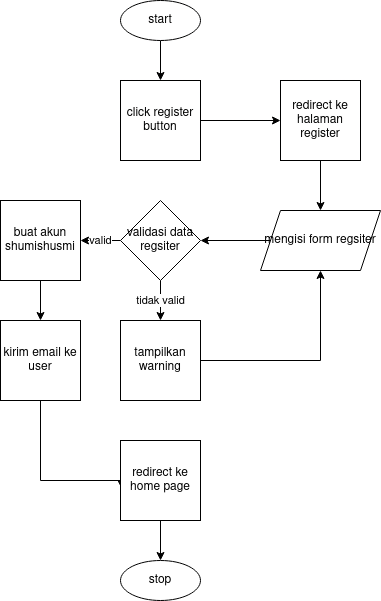 start
click register
button
redirect ke
halaman
register
mengisi form regsiter
validasi data
regsiter
valid
buat akun
shumishusmi
tidak valid
kirim email ke
user
tampilkan
warning
redirect ke
home page
stop